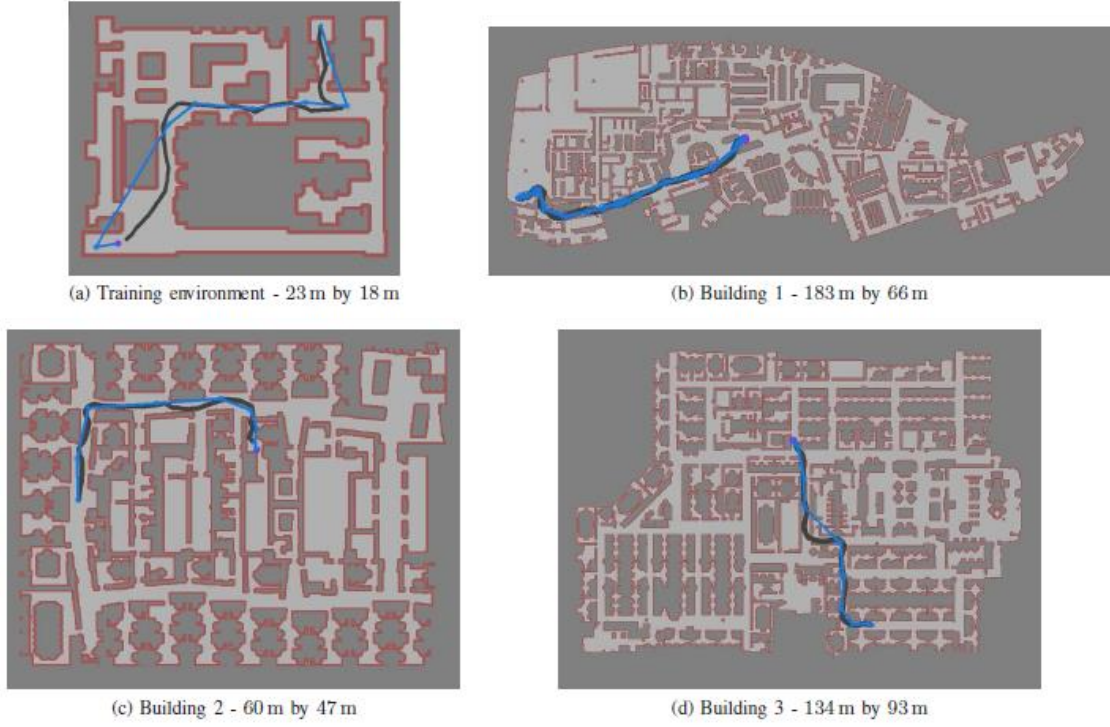 (a) Training environment - 23 m by 18 m
(b) Building 1 - 183 m by 66 m
(c) Building 2 - 60 m by 47 m
(d) Building 3 - 134 m by 93 m